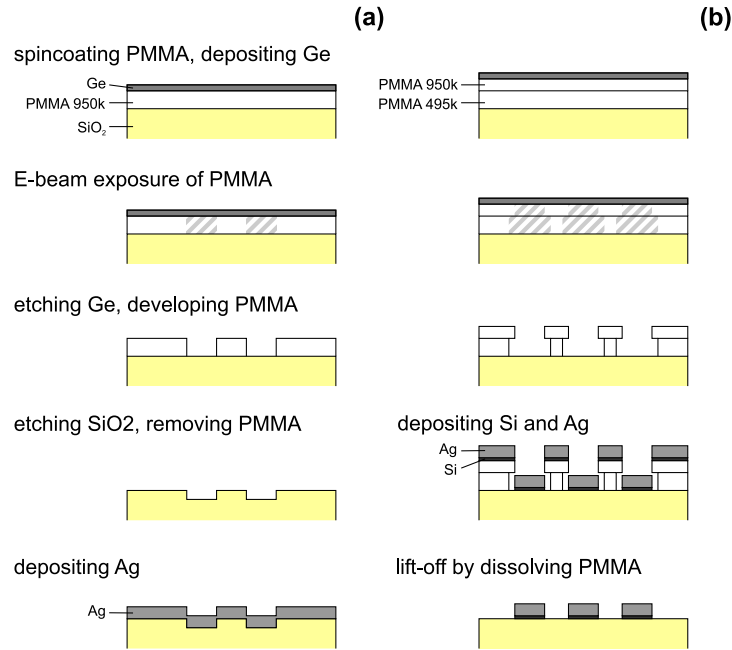 (a) (b)
spincoating PMMA, depositing Ge
Ge
PMMA 950k
SiO₂
PMMA 950k
PMMA 495k
E-beam exposure of PMMA
etching Ge, developing PMMA
etching SiO2, removing PMMA
depositing Si and Ag
Ag
Si
depositing Ag
lift-off by dissolving PMMA
Ag